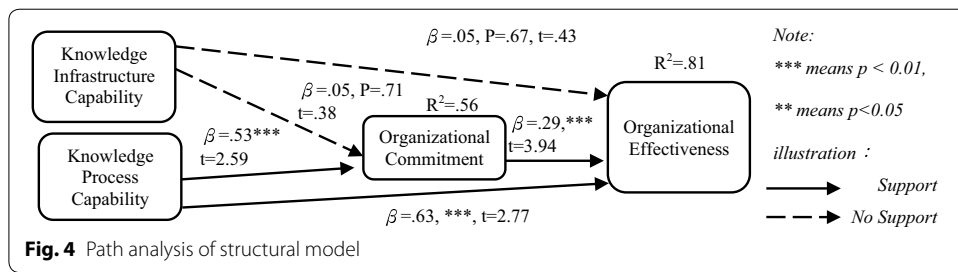 β=.05, P=.67, t=.43
Note:
Knowledge
Infrastructure
Capability
R²=.81
*** means p < 0.01,
β=.05, P=.71
t=.38
R²=.56
** means p<0.05
β=.53***
t=2.59
Organizational
Commitment
β=.29,***
t=3.94
Organizational
Effectiveness
Knowledge
Process
Capability
illustration：
Support
β=.63, ***, t=2.77
No Support
Fig. 4 Path analysis of structural model